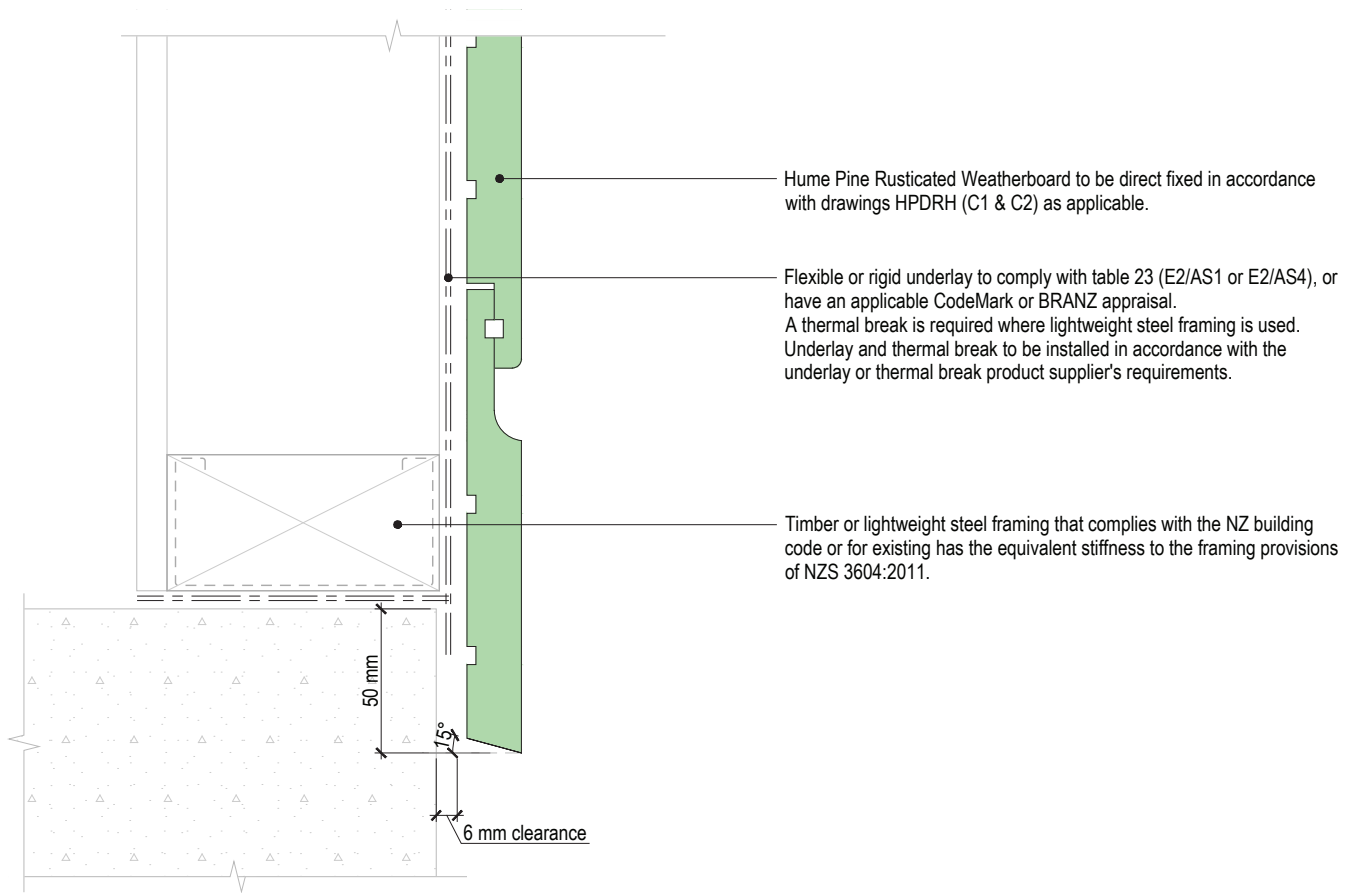 Hume Pine Rusticated Weatherboard to be direct fixed in accordance
with drawings HPDRH (C1 & C2) as applicable.
Flexible or rigid underlay to comply with table 23 (E2/AS1 or E2/AS4), or
have an applicable CodeMark or BRANZ appraisal.
A thermal break is required where lightweight steel framing is used.
Underlay and thermal break to be installed in accordance with the
underlay or thermal break product supplier's requirements.
Timber or lightweight steel framing that complies with the NZ building
code or for existing has the equivalent stiffness to the framing provisions
of NZS 3604:2011.
50 mm
15°
6 mm clearance